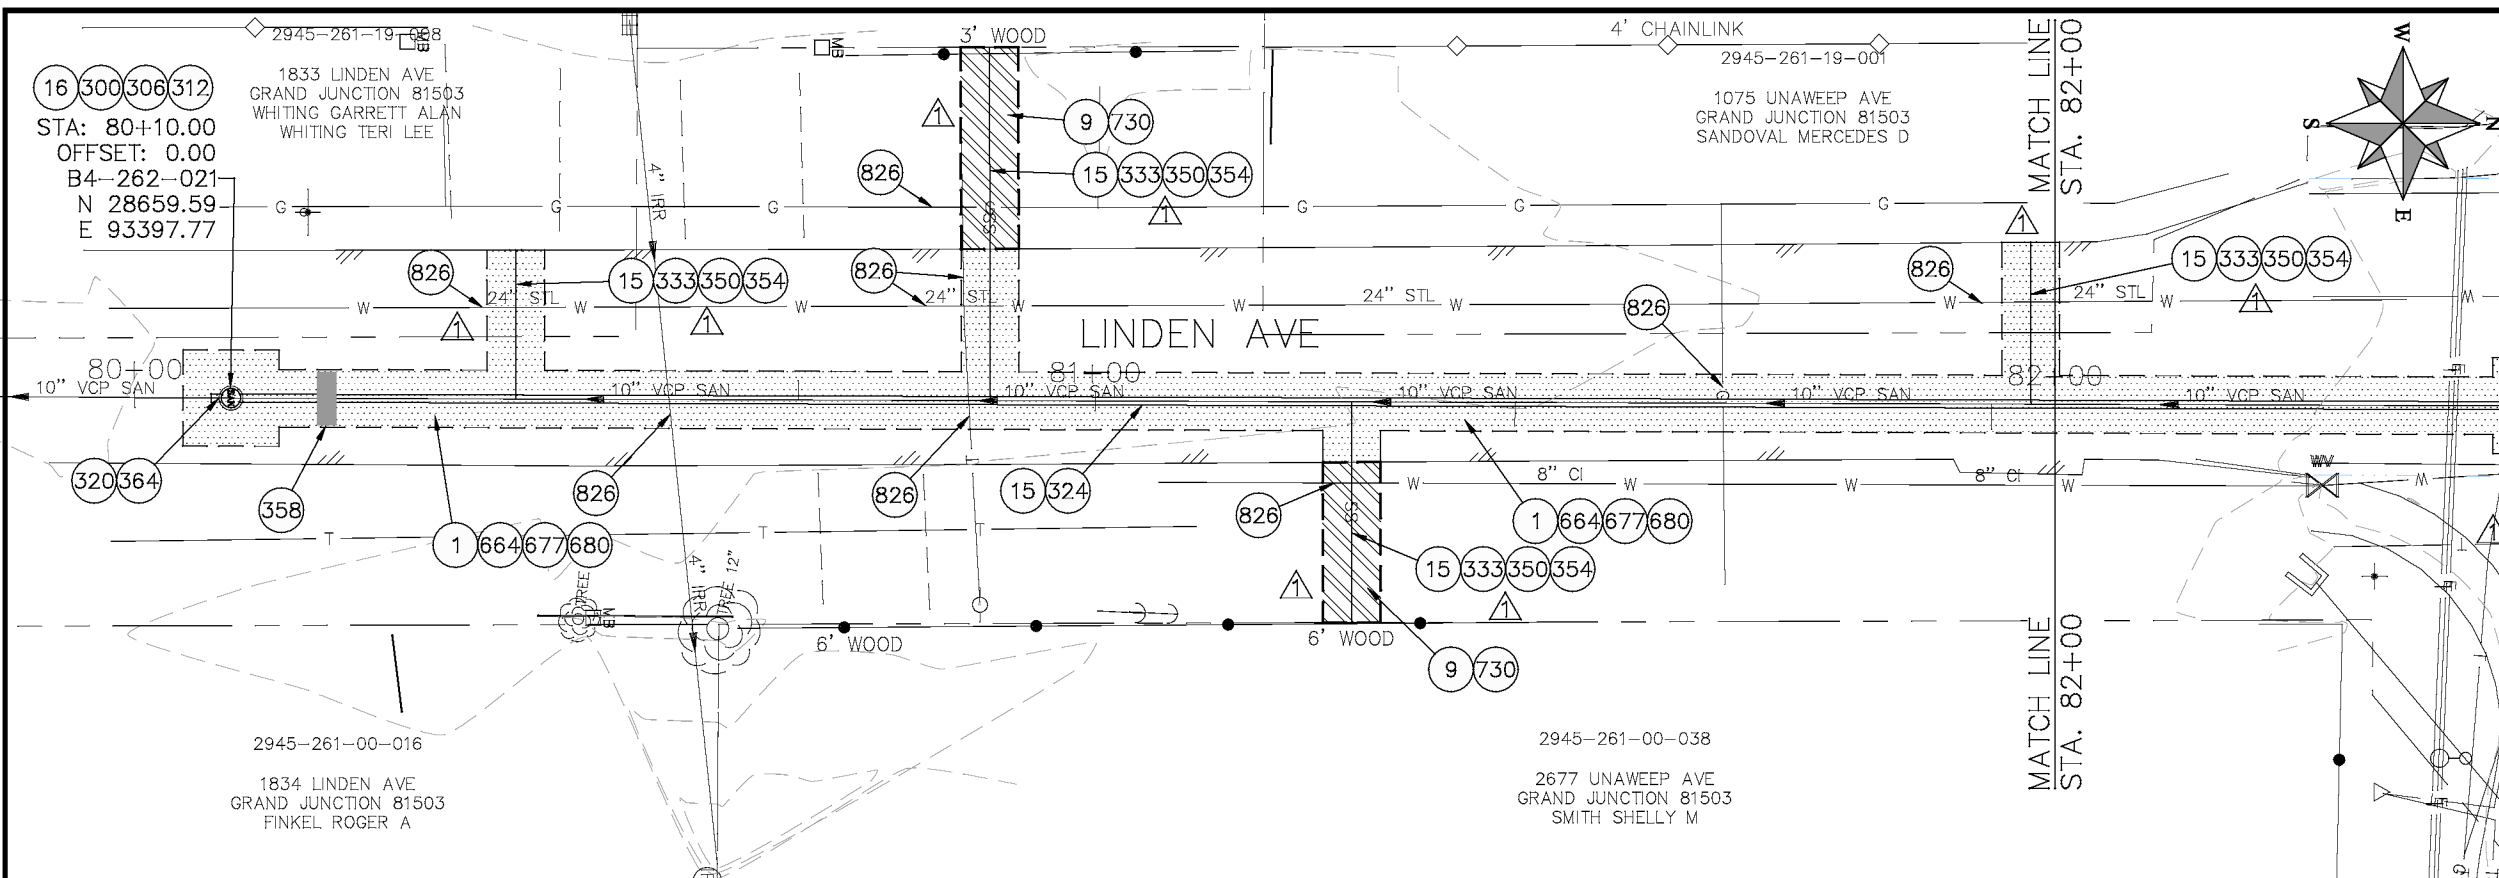 2945-261-19-008
MB
MB
3' WOOD
4' CHAINLINK
2945-261-19-001
MATCH LINE
STA. 82+00
W
N
S
E
16 300 306 312
STA: 80+10.00
OFFSET: 0.00
B4-262-021
N 28659.59
E 93397.77
1833 LINDEN AVE
GRAND JUNCTION 81503
WHITING GARRETT ALAN
WHITING TERI LEE
1075 UNAWEEP AVE
GRAND JUNCTION 81503
SANDOVAL MERCEDES D
1
9 730
15 333 350 354
1
826
4" IRR
G G G G G G G
SS
1
826
15 333 350 354
1
1
826
826
15 333 350 354
1
826
24" STL
24" STL
24" STL
24" STL
W W W W W W W W W W
LINDEN AVE
80+00
81+00
82+00
10" VCP SAN
SAN
10" VCP SAN
10" VCP SAN
10" VCP SAN
10" VCP SAN
10" VCP SAN
G
320 364
358
826
826
15 324
826
SS
8" CI
8" CI
W W W W W
WV
1 664 677 680
1 664 677 680
T T T T
15 333 350 354
1
1
1
4" IRR
TREE
TREE 12"
MB
6' WOOD
6' WOOD
9 730
MATCH LINE
STA. 82+00
2945-261-00-016
1834 LINDEN AVE
GRAND JUNCTION 81503
FINKEL ROGER A
2945-261-00-038
2677 UNAWEEP AVE
GRAND JUNCTION 81503
SMITH SHELLY M
G